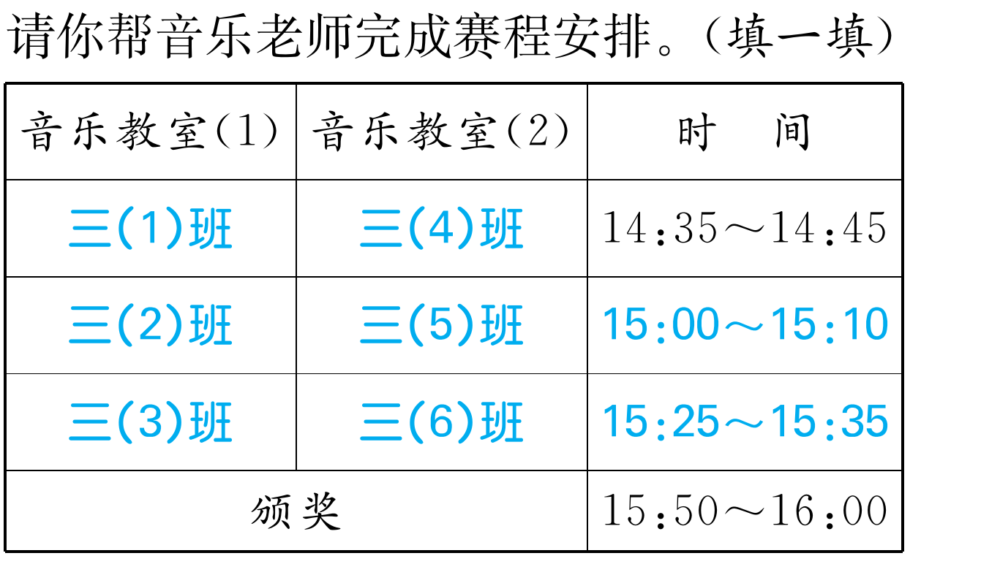 请你帮音乐老师完成赛程安排。(填一填)
音乐教室(1) 音乐教室(2) 时 间
三(1)班 三(4)班 14:35～14:45
三(2)班 三(5)班 15:00～15:10
三(3)班 三(6)班 15:25～15:35
颁奖 15:50～16:00